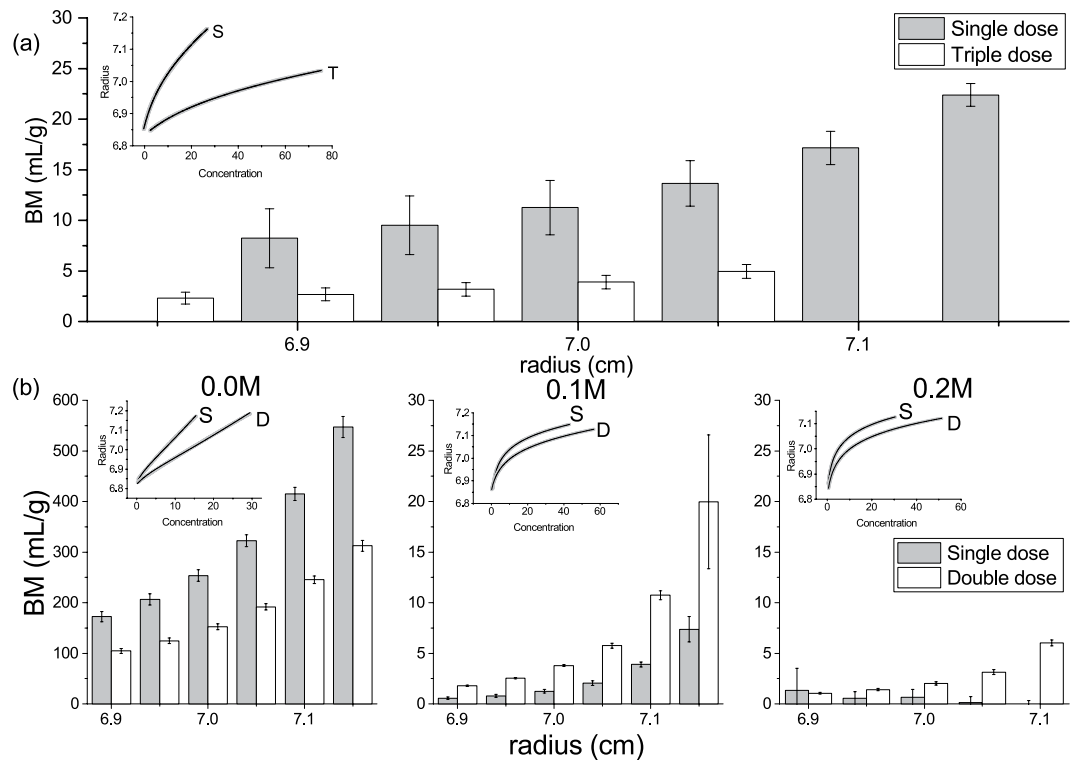 (a)
30
25
20
15
10
5
0
BM (mL/g)
6.9
7.0
7.1
radius (cm)
Single dose
Triple dose
7.2
7.1
7.0
6.9
6.8
Radius
0
20
40
60
80
Concentration
S
T
(b)
0.0M
600
500
400
300
200
100
0
BM (mL/g)
6.9
7.0
7.1
7.2
7.1
7.0
6.9
6.8
Radius
0
10
20
30
Concentration
S
D
0.1M
30
25
20
15
10
5
0
6.9
7.0
7.1
7.2
7.1
7.0
6.9
6.8
Radius
0
20
40
60
Concentration
S
D
0.2M
30
25
20
15
10
5
0
6.9
7.0
7.1
7.1
7.0
6.9
6.8
Radius
0
20
40
60
Concentration
S
D
Single dose
Double dose
radius (cm)